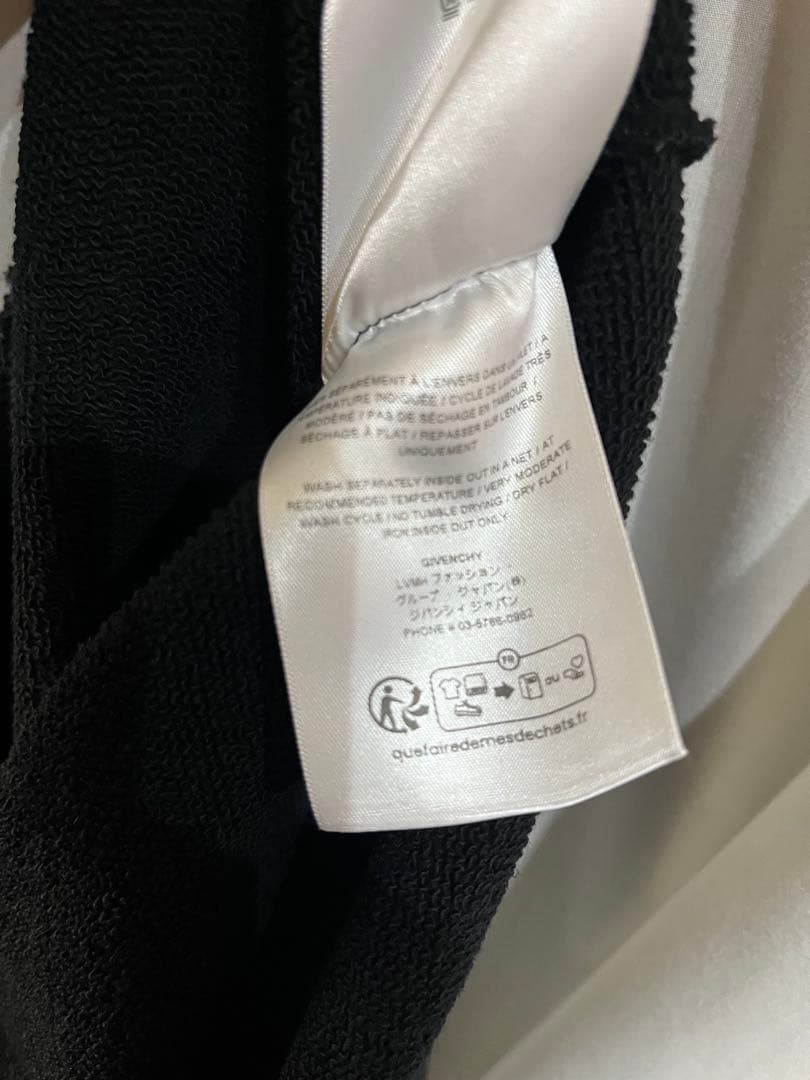 SÉPARÉMENT À L'ENVERS DANS UN FILET / A
TEMPÉRATURE INDIQUÉE / CYCLE DE LAVAGE TRÈS
MODÉRÉ / PAS DE SÉCHAGE EN TAMBOUR /
SÉCHAGE À PLAT / REPASSER SUR L'ENVERS
UNIQUEMENT
WASH SEPARATELY INSIDE OUT IN A NET / AT
RECOMMENDED TEMPERATURE / VERY MODERATE
WASH CYCLE / NO TUMBLE DRYING / DRY FLAT /
IRON INSIDE OUT ONLY
GIVENCHY
LVMH ファッション・
グループ・ジャパン(株)
ジバンシィ ジャパン
PHONE # 03-5766-0982
FR
OU
quefairedemesdechets.fr